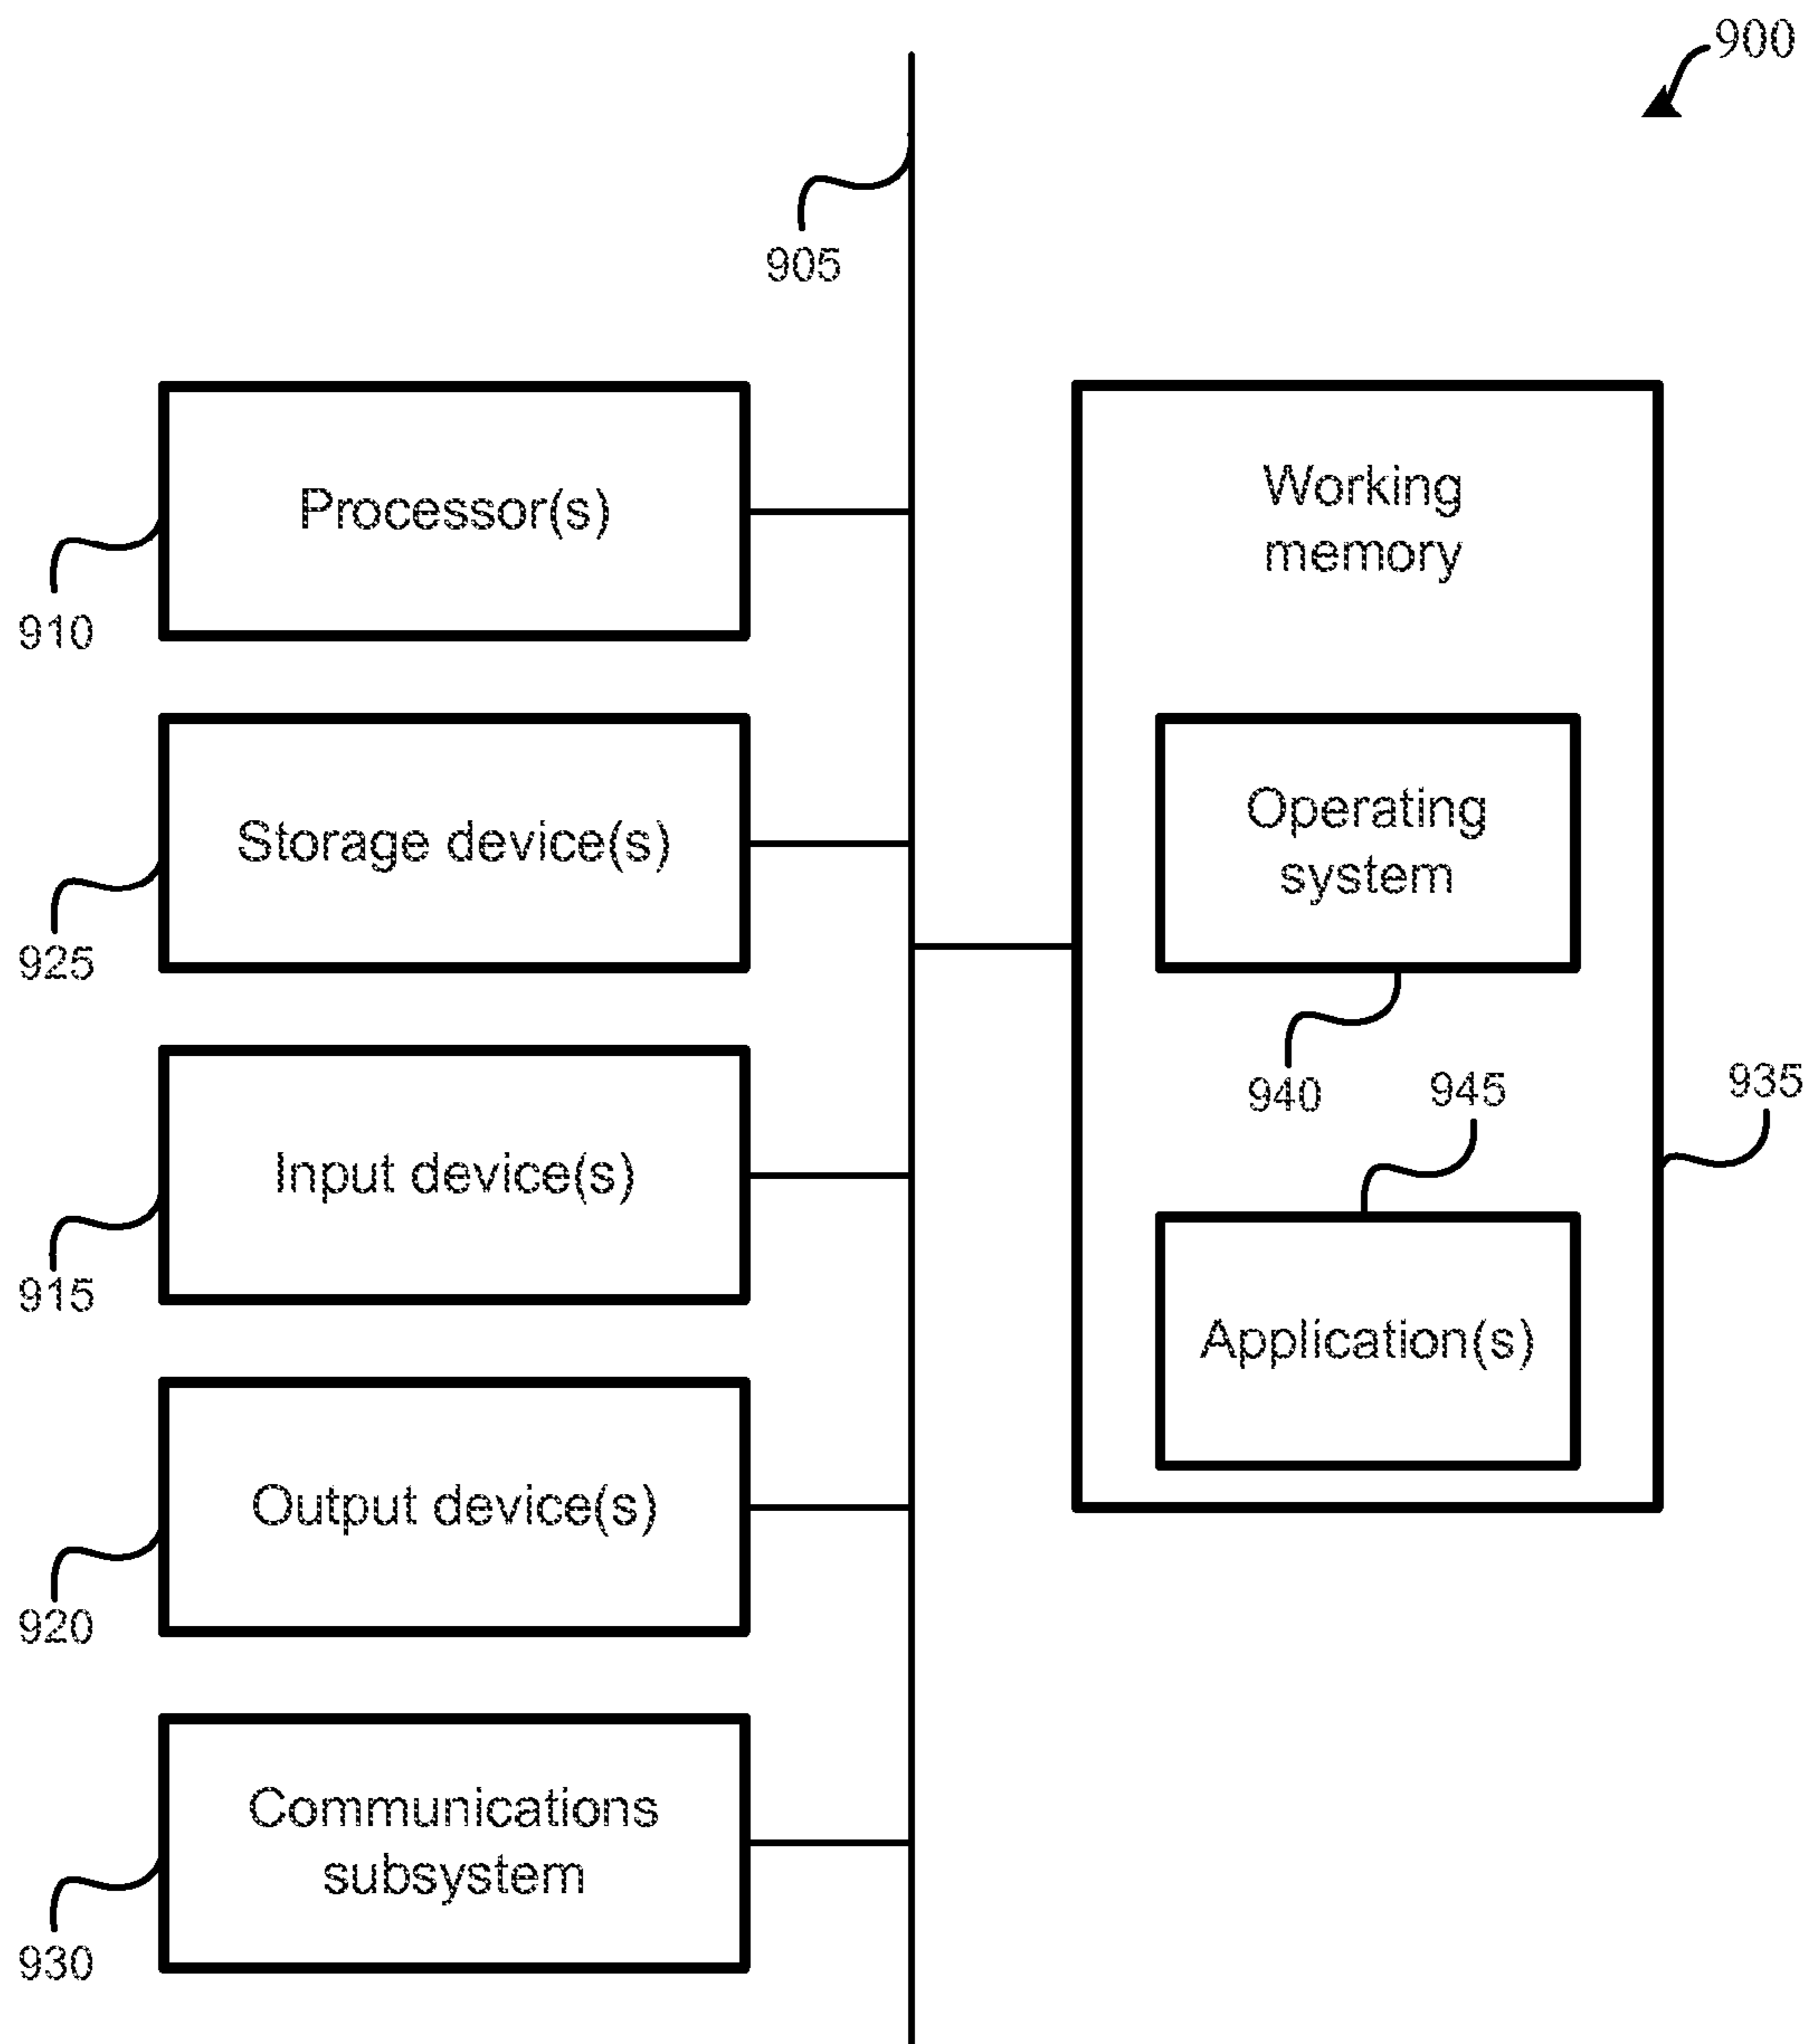 900
905
Processor(s)
910
Storage device(s)
925
Input device(s)
915
Output device(s)
920
Communications
subsystem
930
Working
memory
Operating
system
940
945
935
Application(s)